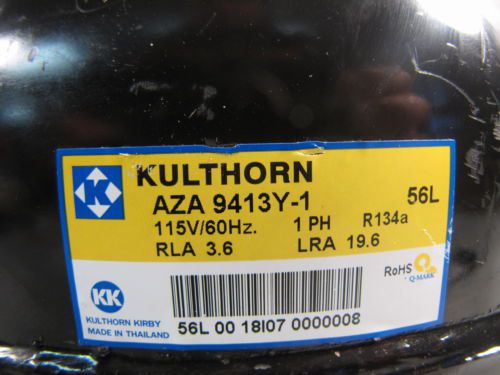 K
KULTHORN
AZA 9413Y-1 56L
115V/60Hz. 1 PH R134a
RLA 3.6 LRA 19.6
RoHS Q-MARK
KK
KULTHORN KIRBY
MADE IN THAILAND
56L 00 18I07 0000008